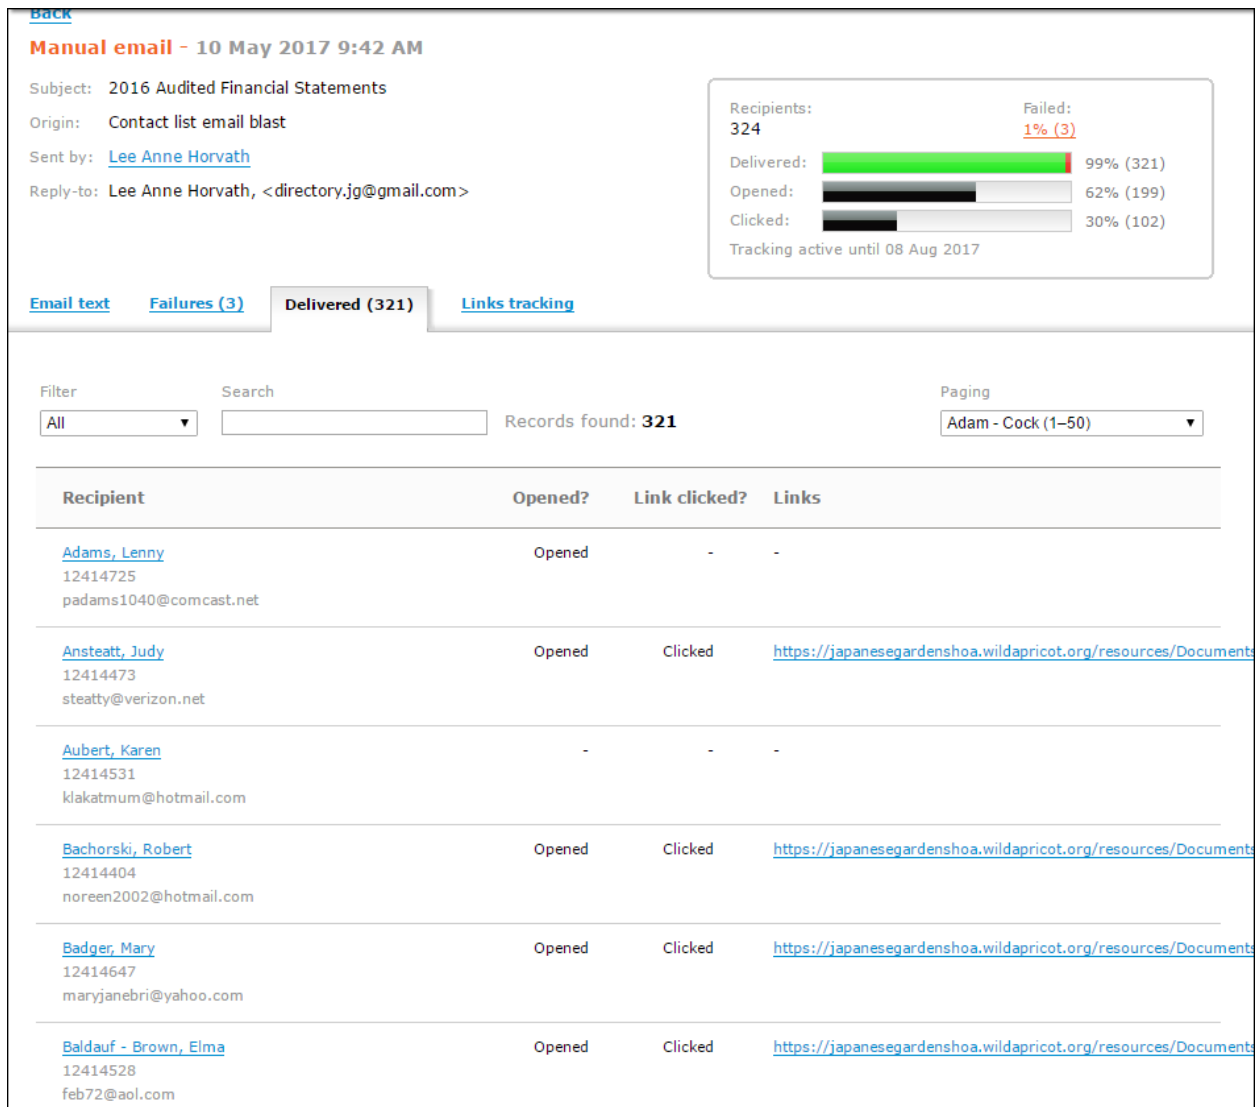 Back
Manual email - 10 May 2017 9:42 AM
Subject: 2016 Audited Financial Statements
Origin: Contact list email blast
Sent by: Lee Anne Horvath
Reply-to: Lee Anne Horvath, <directory.jg@gmail.com>
Recipients: Failed:
324 1% (3)
Delivered: 99% (321)
Opened: 62% (199)
Clicked: 30% (102)
Tracking active until 08 Aug 2017
Email text Failures (3) Delivered (321) Links tracking
Filter Search Paging
All Records found: 321 Adam - Cock (1–50)
Recipient Opened? Link clicked? Links
Adams, Lenny Opened - -
12414725
padams1040@comcast.net
Ansteatt, Judy Opened Clicked https://japanesegardenshoa.wildapricot.org/resources/Documents
12414473
steatty@verizon.net
Aubert, Karen - - -
12414531
klakatmum@hotmail.com
Bachorski, Robert Opened Clicked https://japanesegardenshoa.wildapricot.org/resources/Documents
12414404
noreen2002@hotmail.com
Badger, Mary Opened Clicked https://japanesegardenshoa.wildapricot.org/resources/Documents
12414647
maryjanebri@yahoo.com
Baldauf - Brown, Elma Opened Clicked https://japanesegardenshoa.wildapricot.org/resources/Documents
12414528
feb72@aol.com